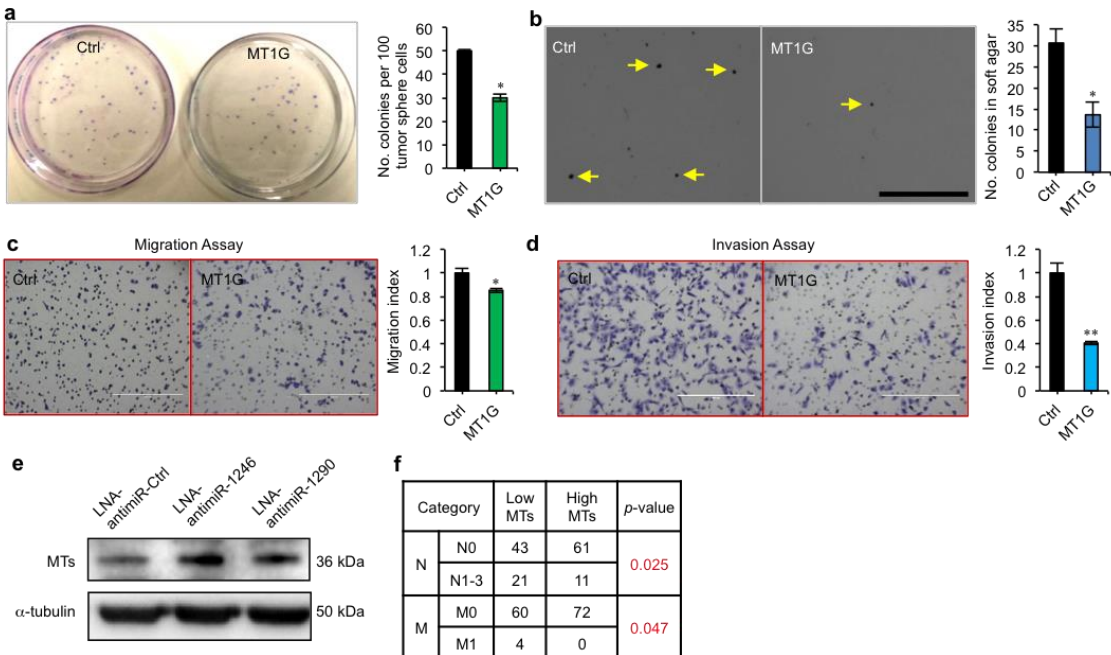 a
Ctrl
MT1G
No. colonies per 100
tumor sphere cells
60
50
40
30
20
10
0
*
Ctrl
MT1G
b
Ctrl
MT1G
No. colonies in soft agar
35
30
25
20
15
10
5
0
*
Ctrl
MT1G
c
Migration Assay
Ctrl
MT1G
Migration index
1.2
1
0.8
0.6
0.4
0.2
0
*
Ctrl
MT1G
d
Invasion Assay
Ctrl
MT1G
Invasion index
1.2
1
0.8
0.6
0.4
0.2
0
**
Ctrl
MT1G
e
LNA-
antimiR-Ctrl
LNA-
antimiR-1246
LNA-
antimiR-1290
MTs
36 kDa
α-tubulin
50 kDa
f
Category Low MTs High MTs p-value
N N0 43 61 0.025
N1-3 21 11
M M0 60 72 0.047
M1 4 0